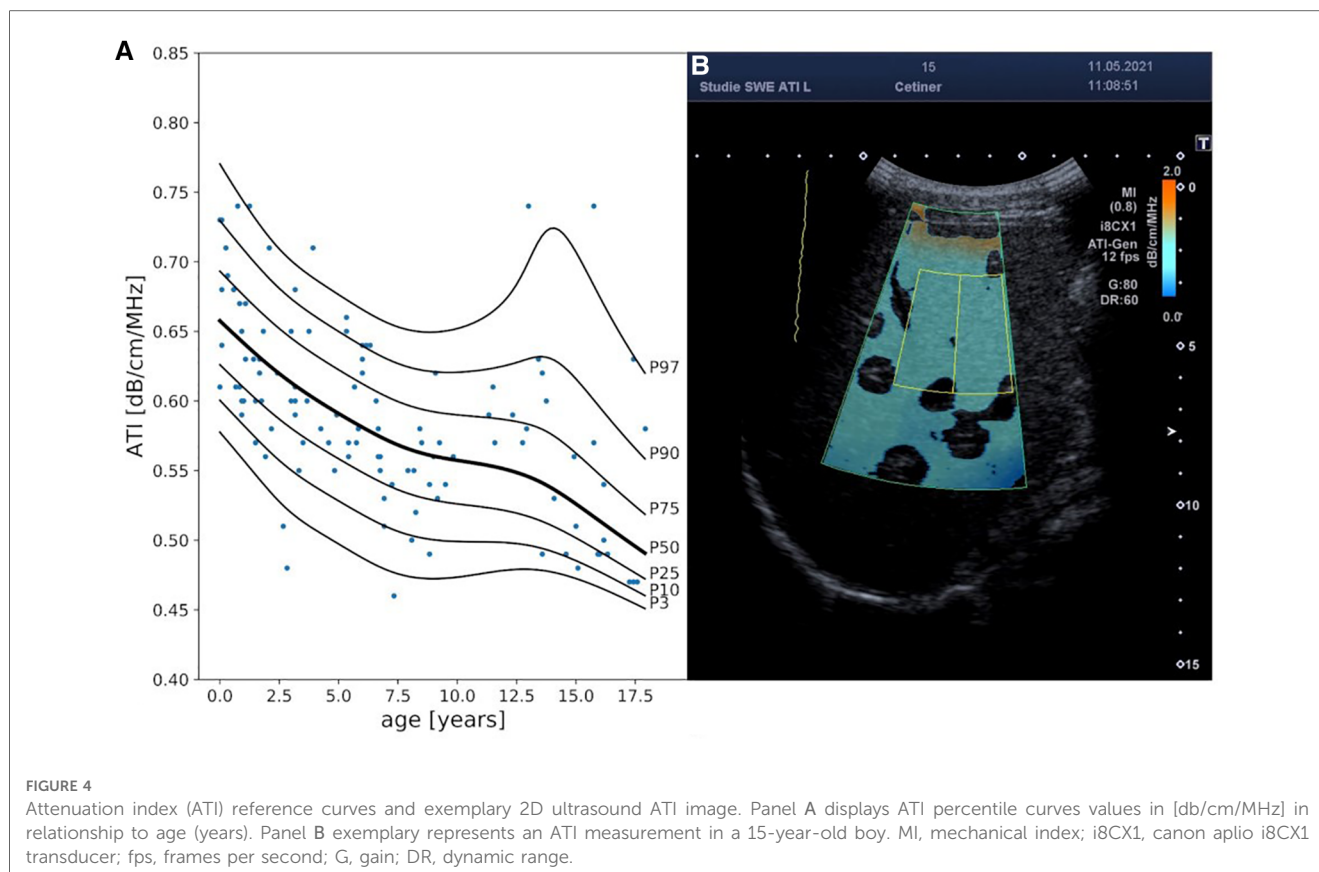 A
0.85
0.80
0.75
0.70
0.65
0.60
0.55
0.50
0.45
0.40
ATI [dB/cm/MHz]
0.0 2.5 5.0 7.5 10.0 12.5 15.0 17.5
age [years]
P97
P90
P75
P50
P25
P10
P3
B
15 11.05.2021
Studie SWE ATI L Cetiner 11:08:51
T
2.0
MI
(0.8)
i8CX1
ATI-Gen
12 fps
G:80
DR:60
dB/cm/MHz
0.0
0
5
10
15
FIGURE 4
Attenuation index (ATI) reference curves and exemplary 2D ultrasound ATI image. Panel A displays ATI percentile curves values in [db/cm/MHz] in
relationship to age (years). Panel B exemplary represents an ATI measurement in a 15-year-old boy. MI, mechanical index; i8CX1, canon aplio i8CX1
transducer; fps, frames per second; G, gain; DR, dynamic range.